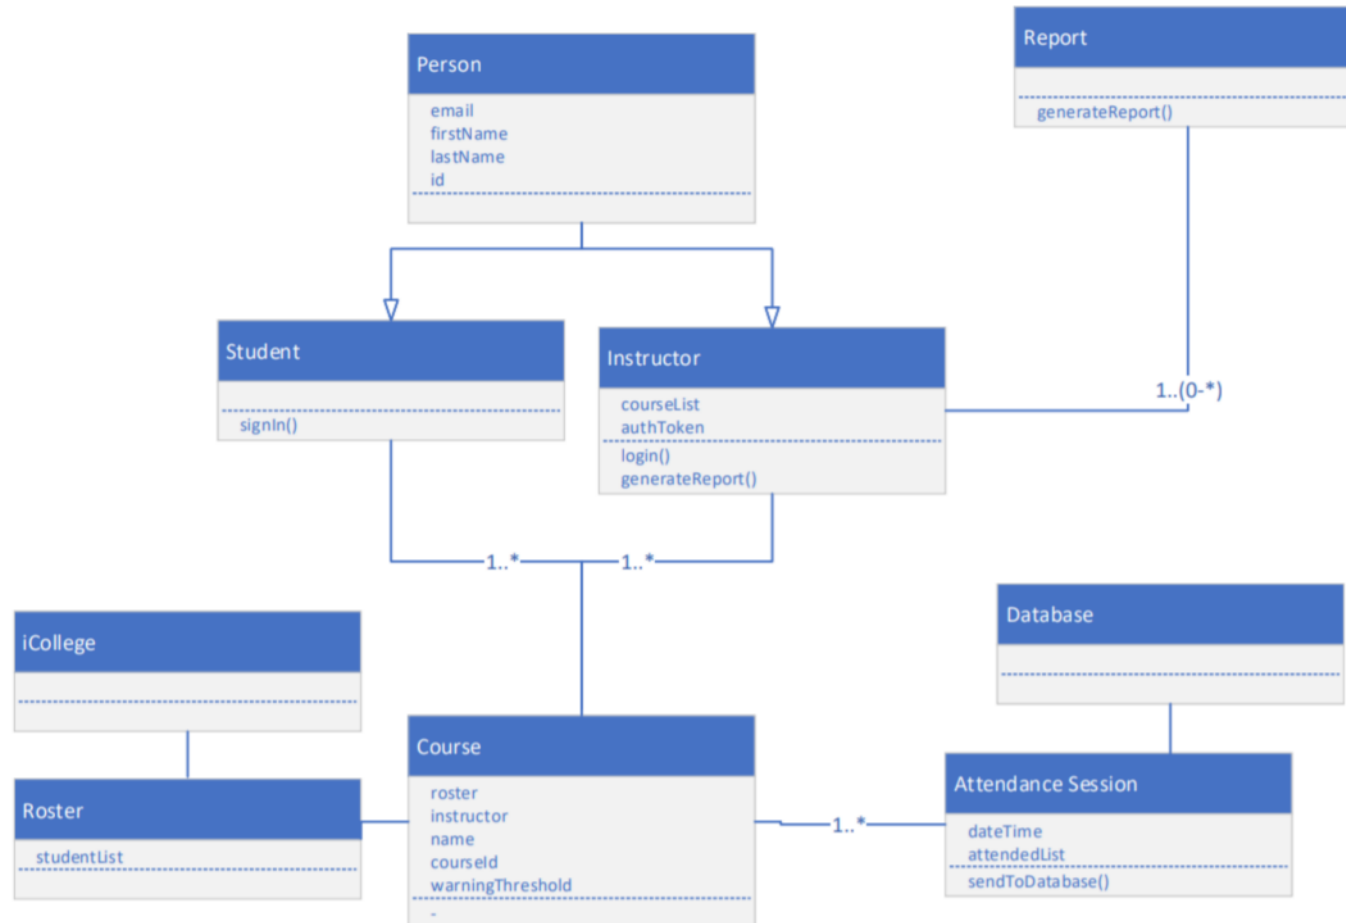 Person
email
firstName
lastName
id
Report
generateReport()
Student
signIn()
Instructor
courseList
authToken
login()
generateReport()
1..(0-*)
1..*
1..*
iCollege
Roster
studentList
Course
roster
instructor
name
courseId
warningThreshold
-
1..*
Database
Attendance Session
dateTime
attendedList
sendToDatabase()